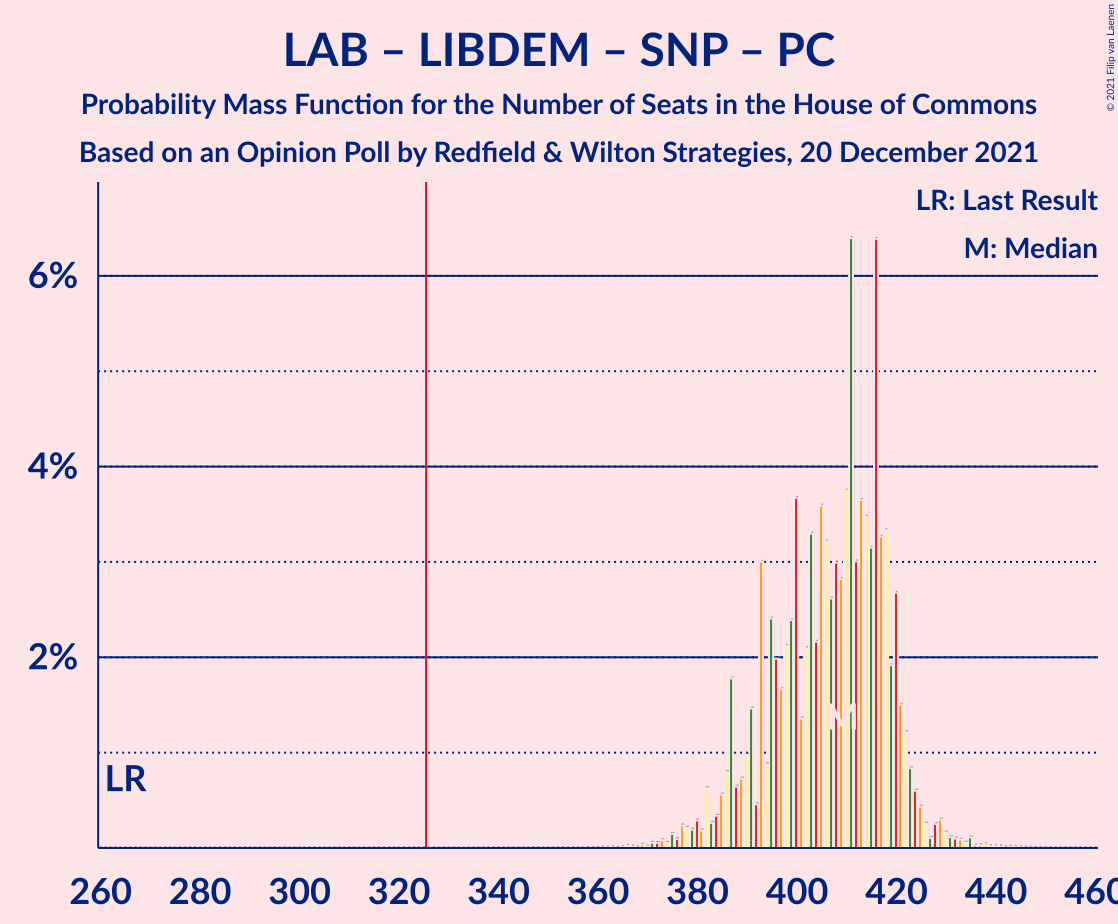 LAB – LIBDEM – SNP – PC
Probability Mass Function for the Number of Seats in the House of Commons
Based on an Opinion Poll by Redfield & Wilton Strategies, 20 December 2021
© 2021 Filip van Laenen
LR: Last Result
M: Median
6%
4%
2%
LR
M
260 280 300 320 340 360 380 400 420 440 460